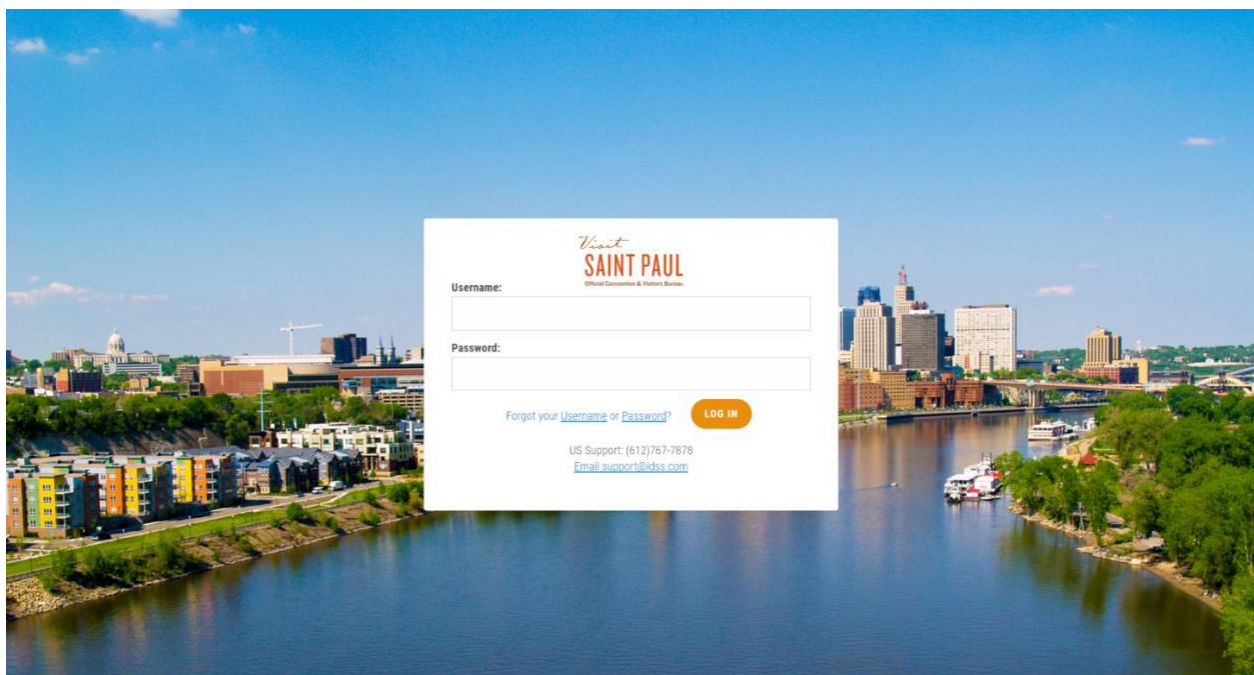 Visit
SAINT PAUL
Official Convention & Visitors Bureau
Username:
Password:
Forgot your Username or Password?
LOG IN
US Support: (612)767-7878
Email support@idss.com